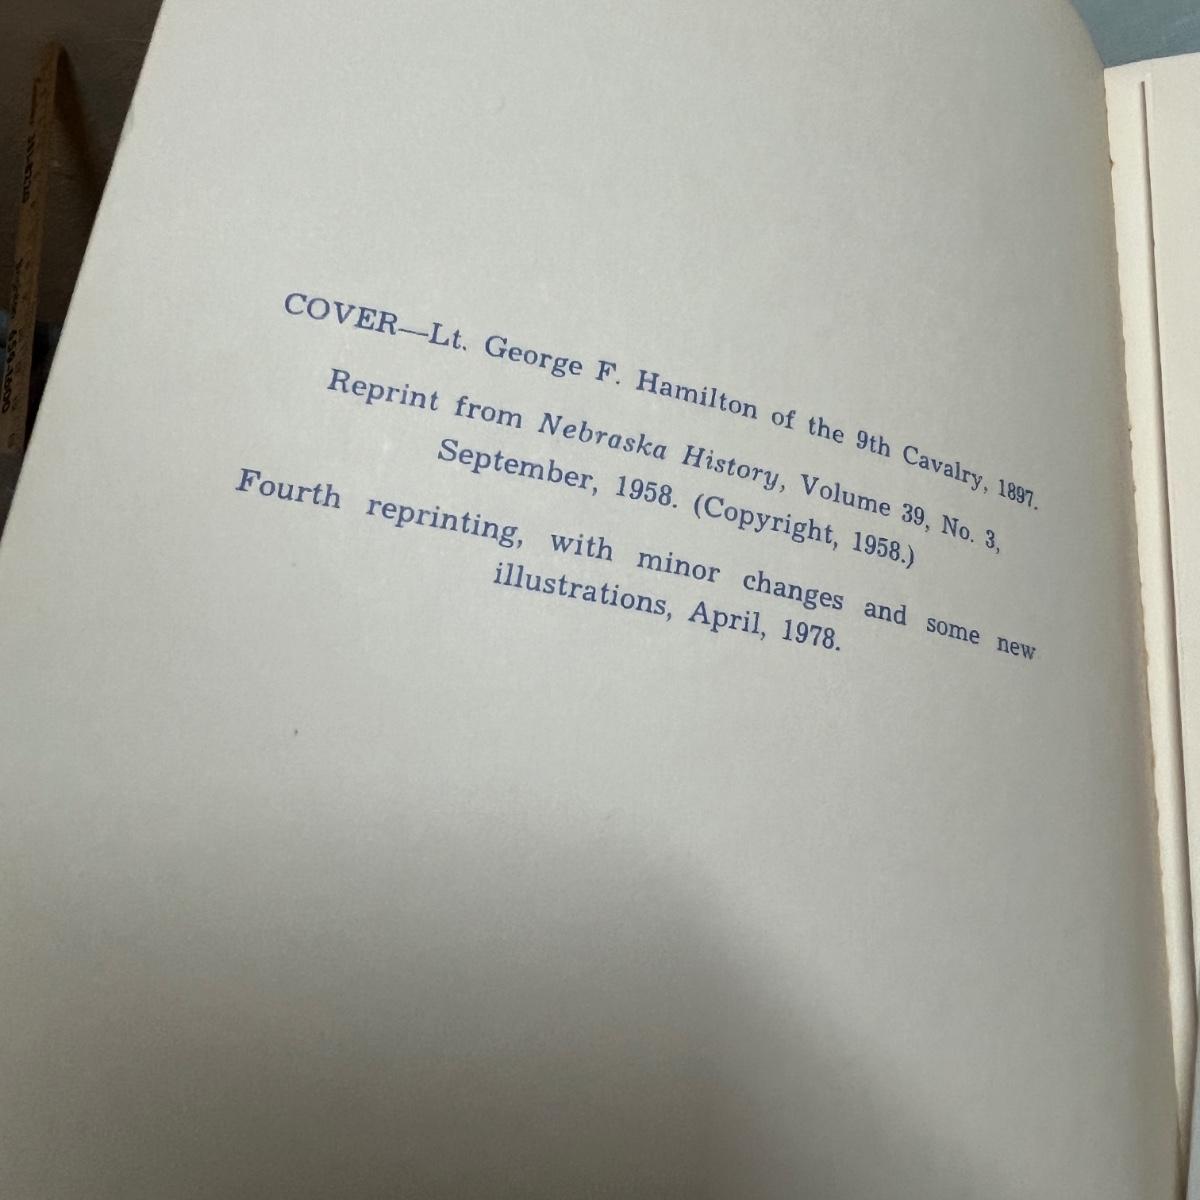 COVER—Lt. George F. Hamilton of the 9th Cavalry, 1897.
Reprint from Nebraska History, Volume 39, No. 3,
September, 1958. (Copyright, 1958.)
Fourth reprinting, with minor changes and some new
illustrations, April, 1978.